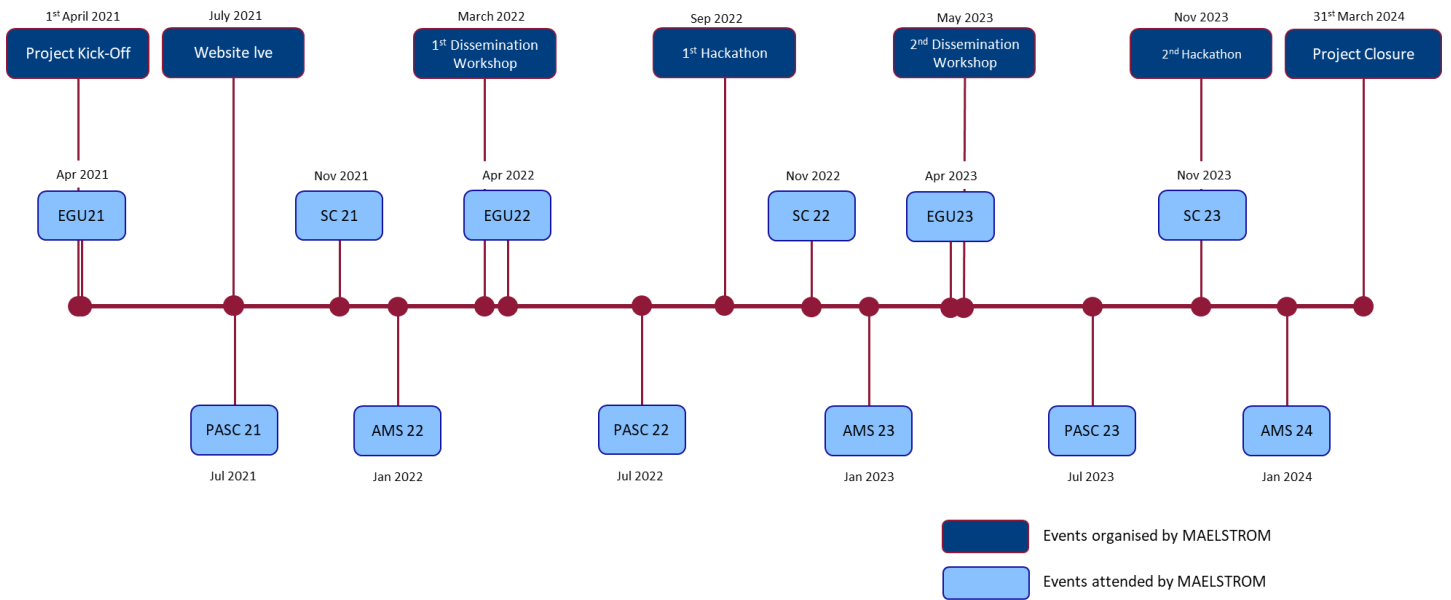 1st April 2021
July 2021
March 2022
Sep 2022
May 2023
Nov 2023
31st March 2024
Project Kick-Off
Website lve
1st Dissemination
Workshop
1st Hackathon
2nd Dissemination
Workshop
2nd Hackathon
Project Closure
Apr 2021
Nov 2021
Apr 2022
Nov 2022
Apr 2023
Nov 2023
EGU21
SC 21
EGU22
SC 22
EGU23
SC 23
PASC 21
AMS 22
PASC 22
AMS 23
PASC 23
AMS 24
Jul 2021
Jan 2022
Jul 2022
Jan 2023
Jul 2023
Jan 2024
Events organised by MAELSTROM
Events attended by MAELSTROM